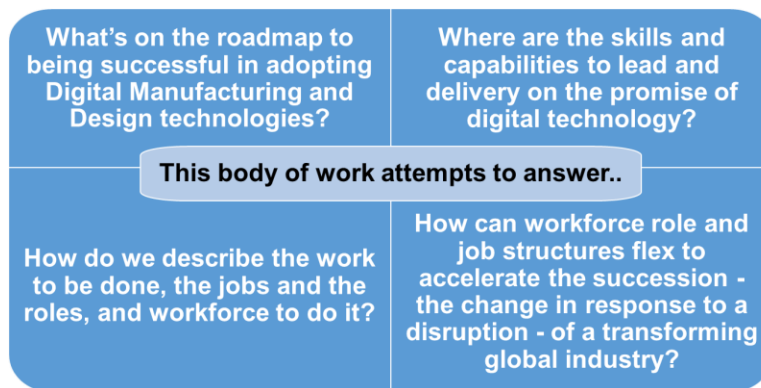 What's on the roadmap to
being successful in adopting
Digital Manufacturing and
Design technologies?
Where are the skills and
capabilities to lead and
delivery on the promise of
digital technology?
This body of work attempts to answer..
How do we describe the work
to be done, the jobs and the
roles, and workforce to do it?
How can workforce role and
job structures flex to
accelerate the succession -
the change in response to a
disruption - of a transforming
global industry?